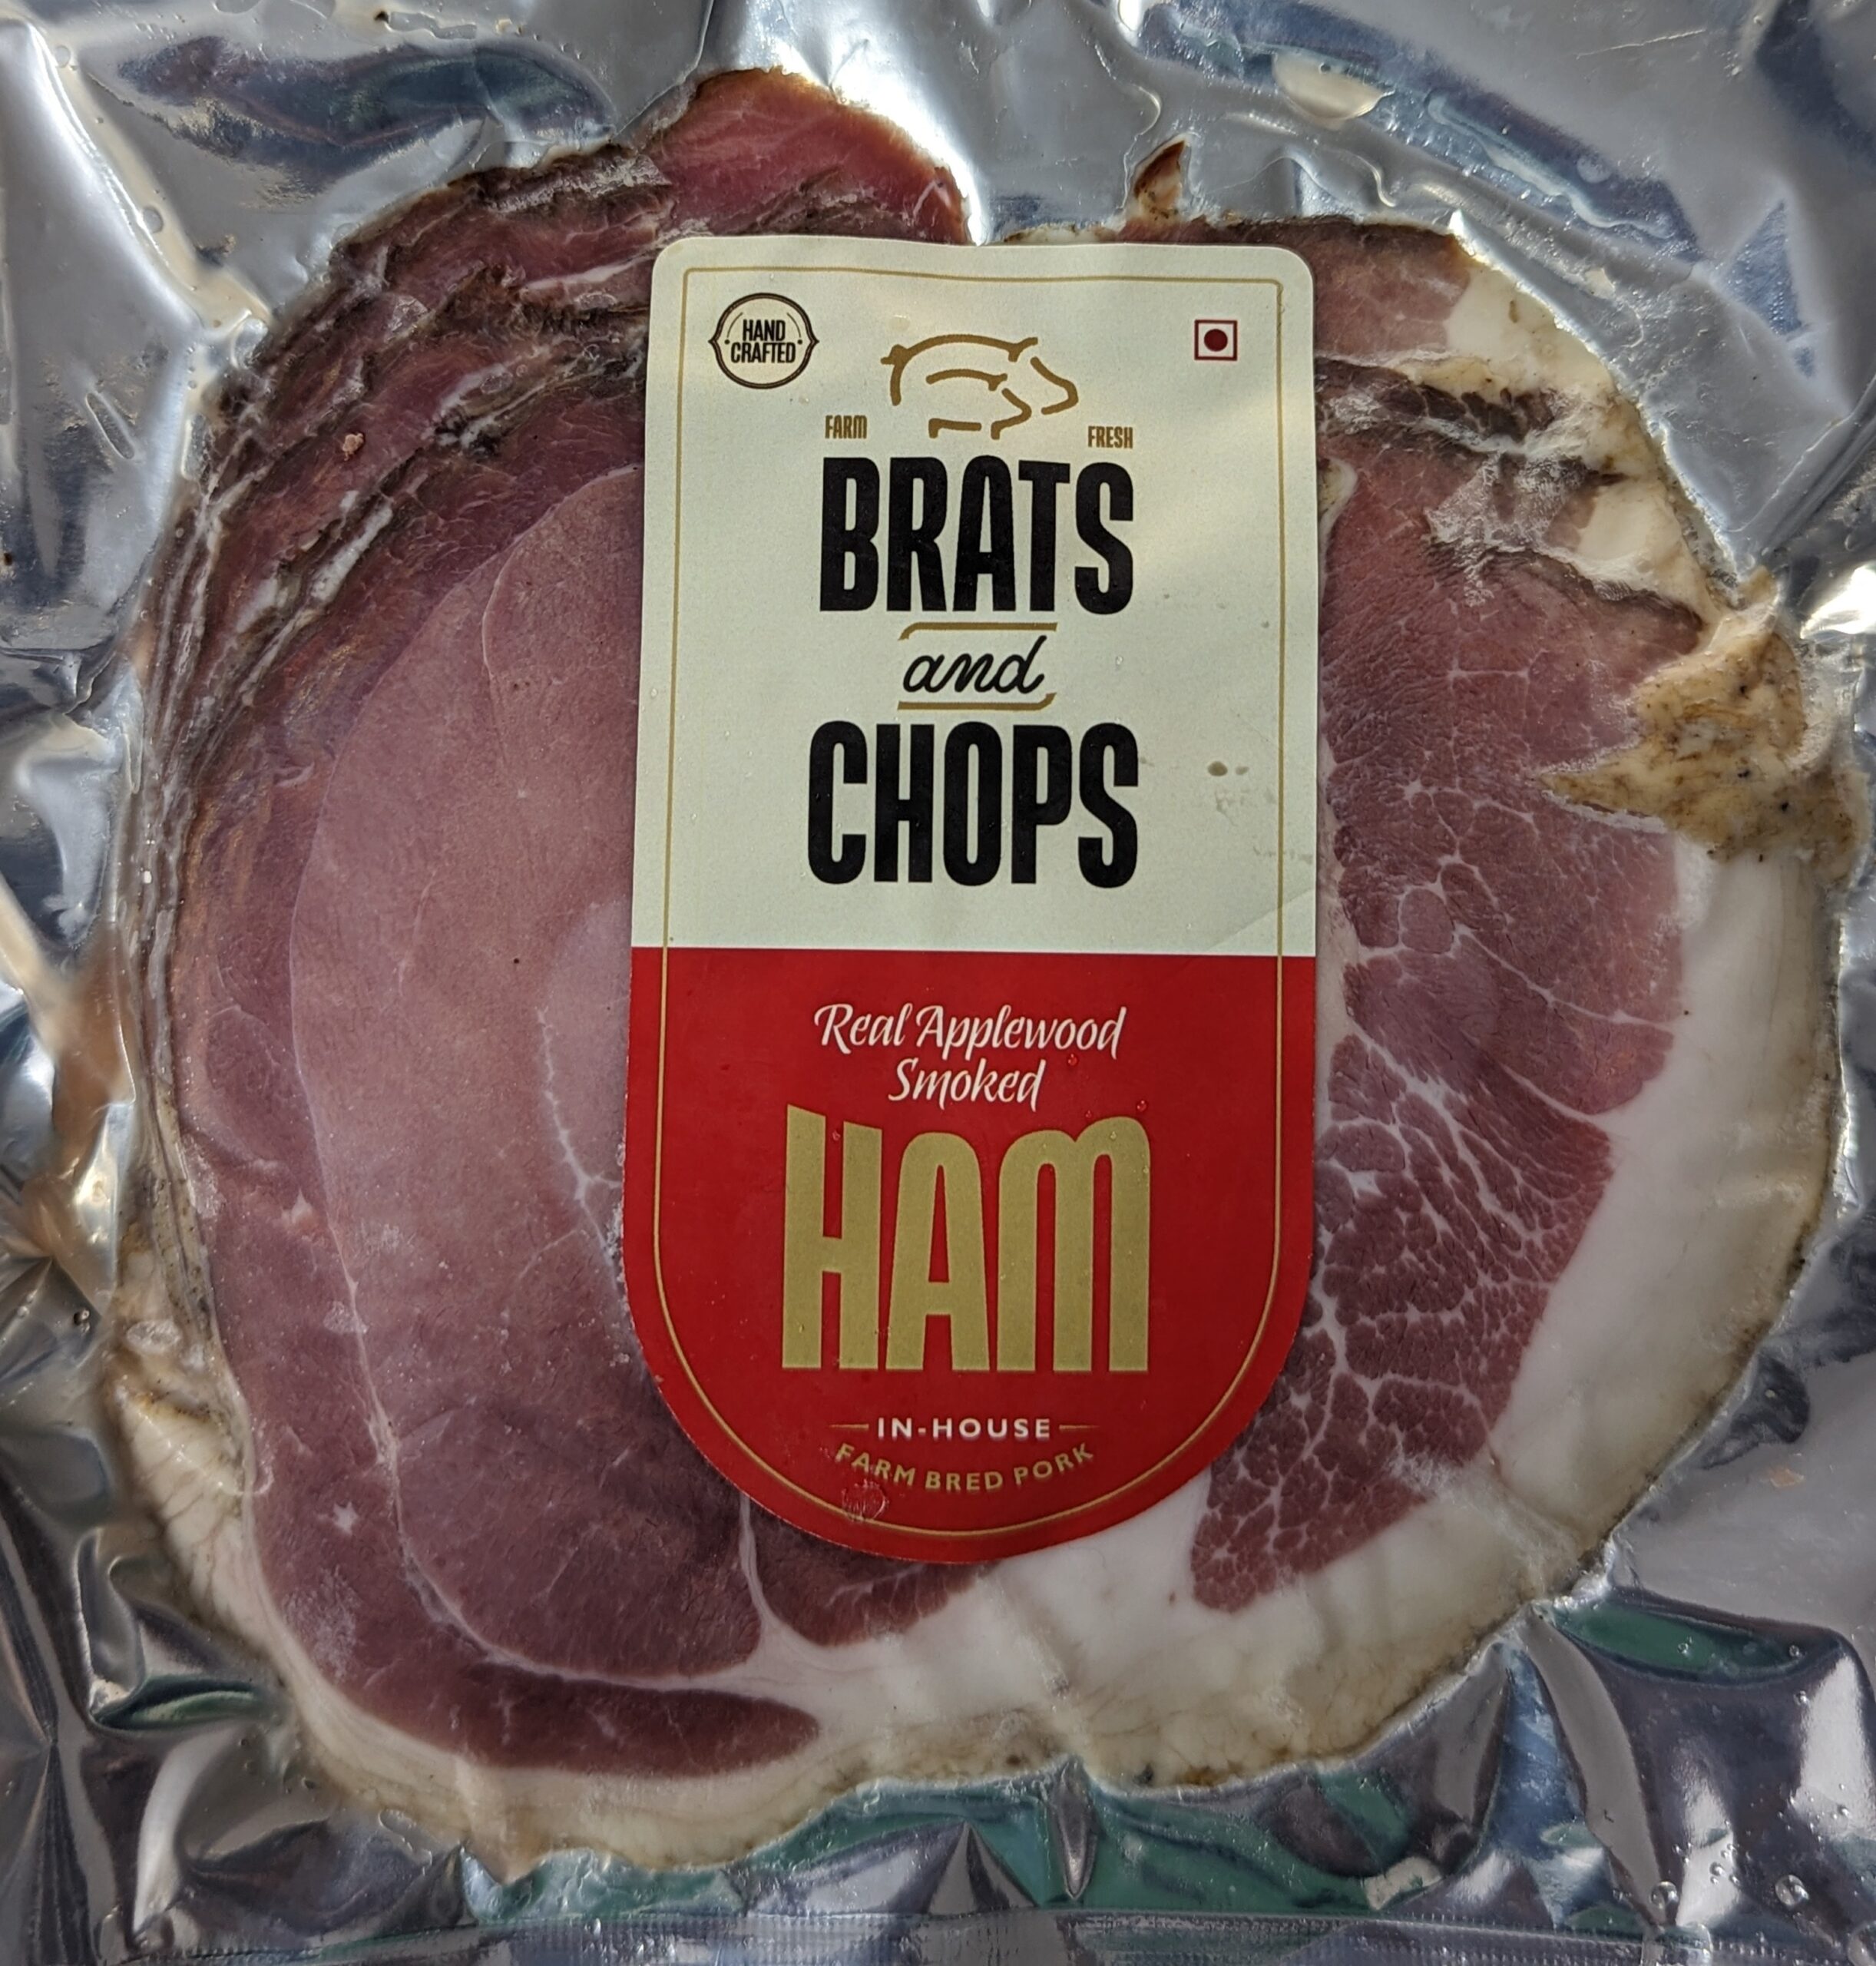 HAND
CRAFTED
FARM FRESH
BRATS
and
CHOPS
Real Applewood
Smoked
HAM
IN-HOUSE
FARM BRED PORK